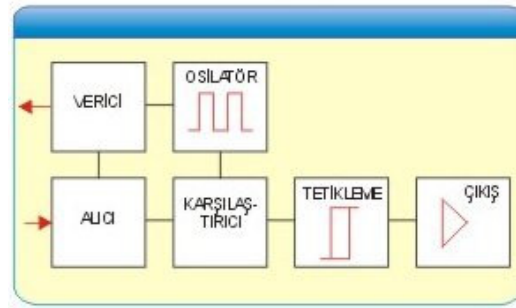 VERİCİ
OSİLATÖR
ALICI
KARŞILAŞ-
TIRICI
TETİKLEME
ÇIKIŞ